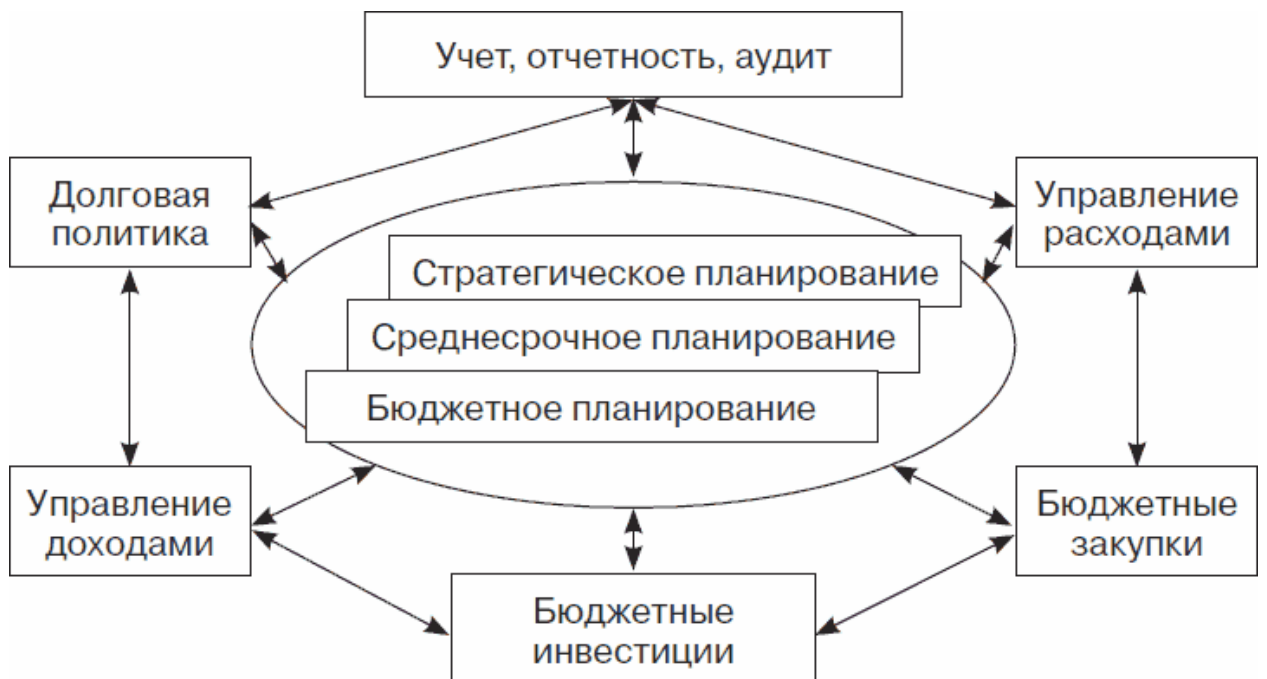 Учет, отчетность, аудит
Долговая
политика
Управление
расходами
Стратегическое планирование
Среднесрочное планирование
Бюджетное планирование
Управление
доходами
Бюджетные
закупки
Бюджетные
инвестиции